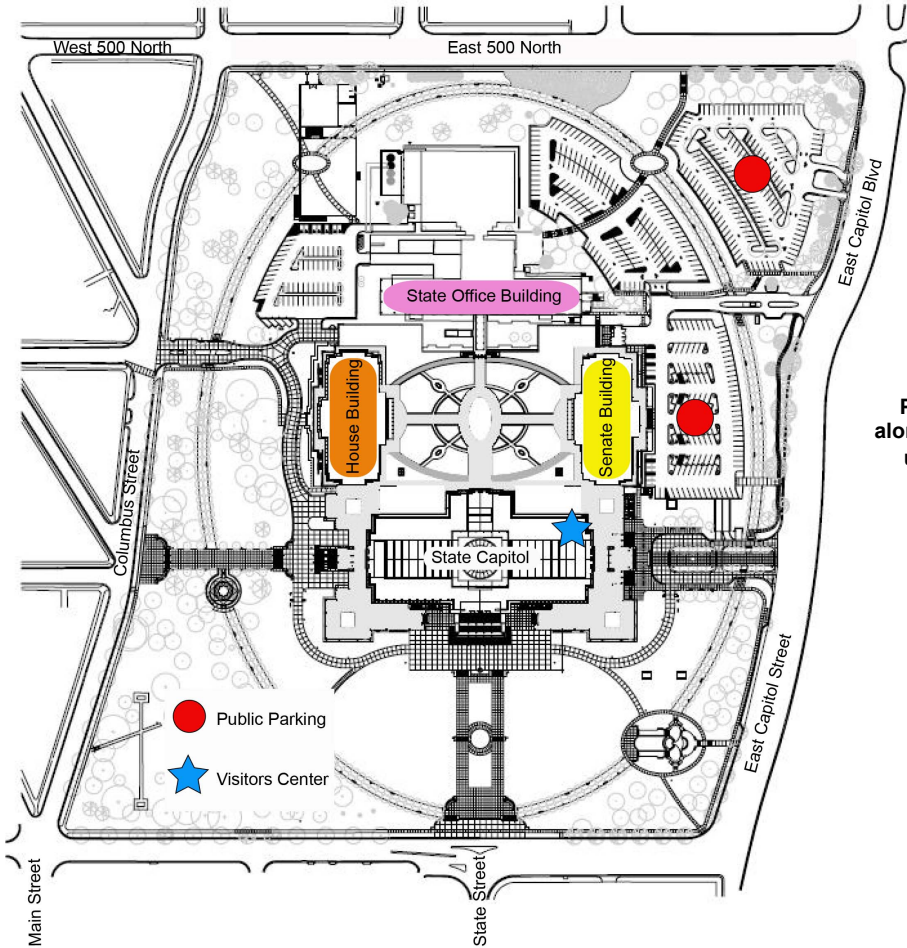 West 500 North
East 500 North
East Capitol Blvd
State Office Building
House Building
Senate Building
Columbus Street
State Capitol
East Capitol Street
Public Parking
Visitors Center
Main Street
State Street